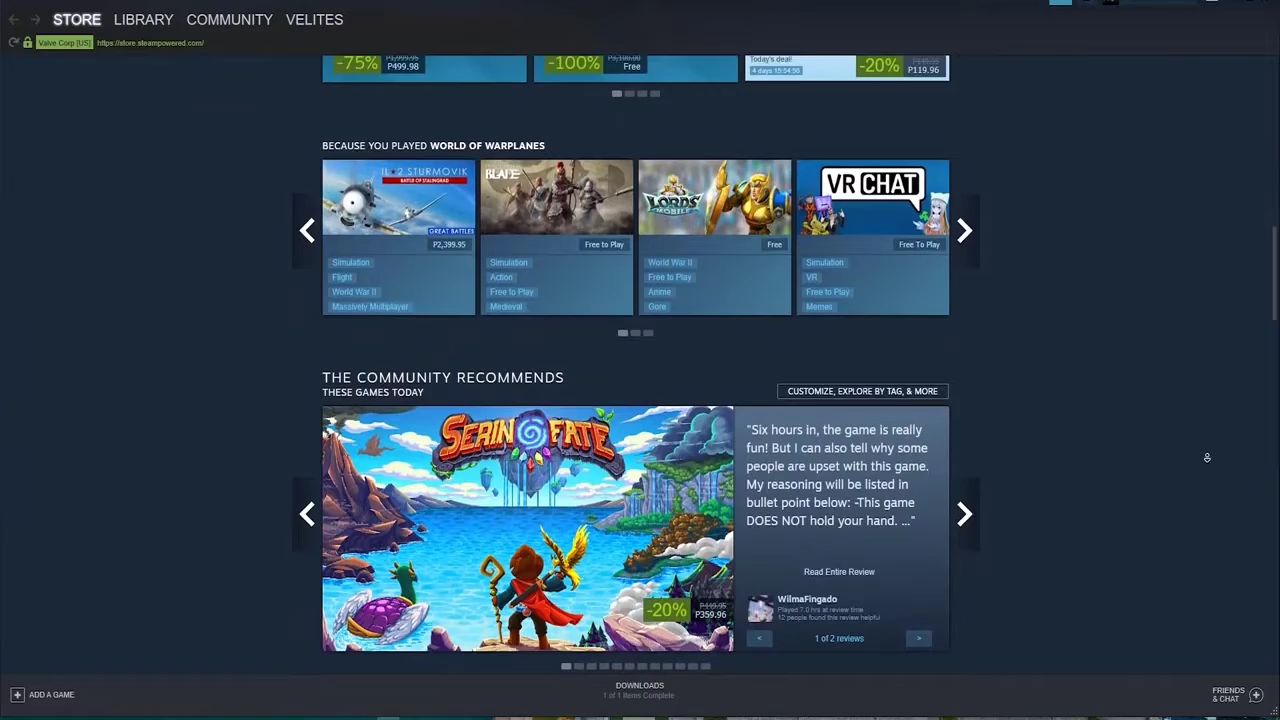 STORE LIBRARY COMMUNITY VELITES
Valve Corp [US] https://store.steampowered.com/
-75% P499.98
-100% Free
Today's deal!
4 days 15:54:50
-20% P119.96
BECAUSE YOU PLAYED WORLD OF WARPLANES
IL-2 STURMOVIK
BATTLE OF STALINGRAD
GREAT BATTLES
P2,399.95
Simulation
Flight
World War II
Massively Multiplayer
Free to Play
Simulation
Action
Free to Play
Medieval
LORDS
MOBILE
Free
World War II
Free to Play
Anime
Gore
VR CHAT
Free To Play
Simulation
VR
Free to Play
Memes
THE COMMUNITY RECOMMENDS
THESE GAMES TODAY
CUSTOMIZE, EXPLORE BY TAG, & MORE
SERIN FATE
-20% P449.95
P359.96
"Six hours in, the game is really
fun! But I can also tell why some
people are upset with this game.
My reasoning will be listed in
bullet point below: -This game
DOES NOT hold your hand. ..."
Read Entire Review
WilmaFingado
Played 7.0 hrs at review time
12 people found this review helpful
< 1 of 2 reviews >
+ ADD A GAME
DOWNLOADS
1 of 1 Items Complete
FRIENDS
& CHAT